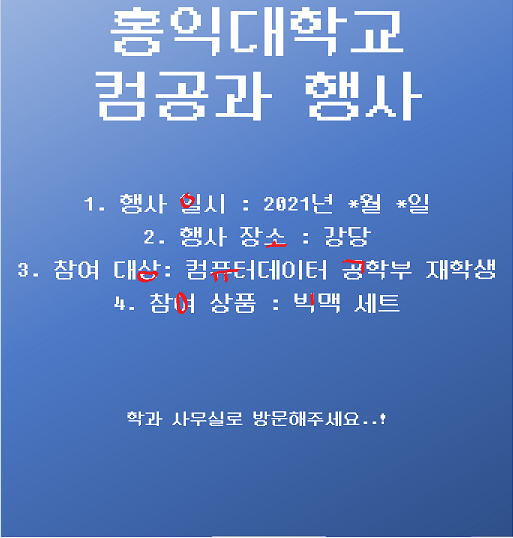 홍익대학교
컴공과 행사
1. 행사 일시 : 2021년 *월 *일
2. 행사 장소 : 강당
3. 참여 대상: 컴퓨터데이터 공학부 재학생
4. 참여 상품 : 빅맥 세트
학과 사무실로 방문해주세요..!